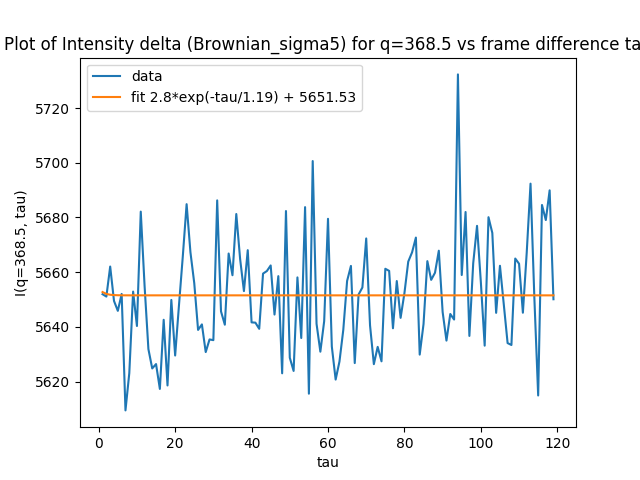 Plot of Intensity delta (Brownian_sigma5) for q=368.5 vs frame difference ta
data
fit 2.8*exp(-tau/1.19) + 5651.53
I(q=368.5, tau)
5720
5700
5680
5660
5640
5620
0 20 40 60 80 100 120
tau